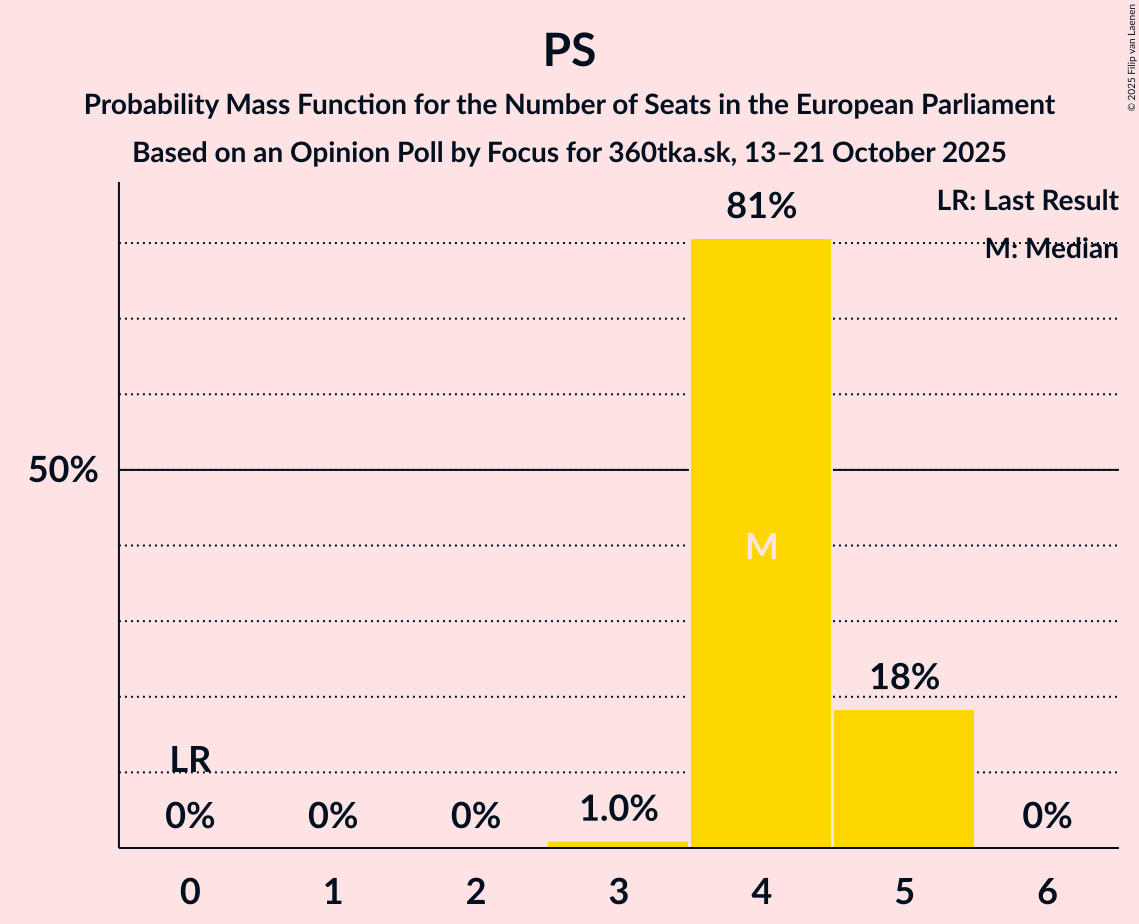 PS
Probability Mass Function for the Number of Seats in the European Parliament
Based on an Opinion Poll by Focus for 360tka.sk, 13–21 October 2025
© 2025 Filip van Laenen
LR: Last Result
M: Median
81%
50%
M
18%
LR
0%
0%
0%
1.0%
0%
0
1
2
3
4
5
6